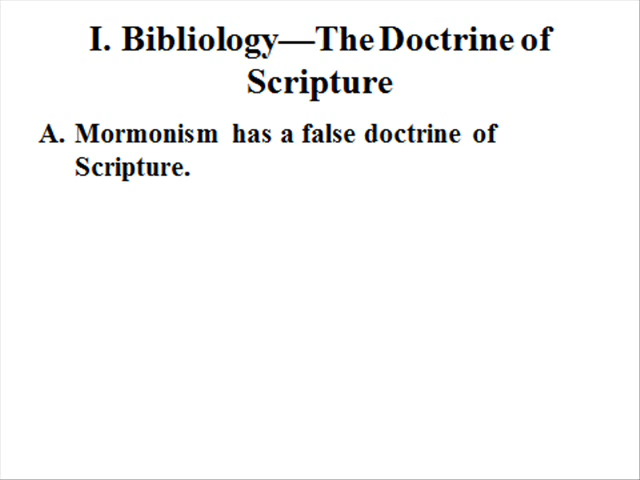 I. Bibliology—The Doctrine of
Scripture
A. Mormonism has a false doctrine of
Scripture.